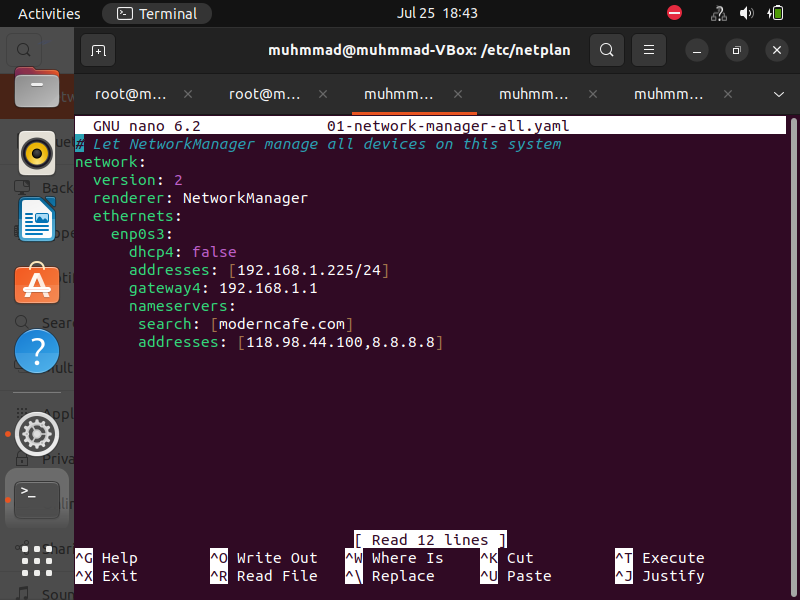 Activities Terminal Jul 25 18:43
muhmmad@muhmmad-VBox: /etc/netplan
root@m... × root@m... × muhmm... × muhmm... × muhmm... ×
GNU nano 6.2 01-network-manager-all.yaml
# Let NetworkManager manage all devices on this system
network:
version: 2
renderer: NetworkManager
ethernets:
enp0s3:
dhcp4: false
addresses: [192.168.1.225/24]
gateway4: 192.168.1.1
nameservers:
search: [moderncafe.com]
addresses: [118.98.44.100,8.8.8.8]
[ Read 12 lines ]
^G Help ^O Write Out ^W Where Is ^K Cut ^T Execute
^X Exit ^R Read File ^\ Replace ^U Paste ^J Justify